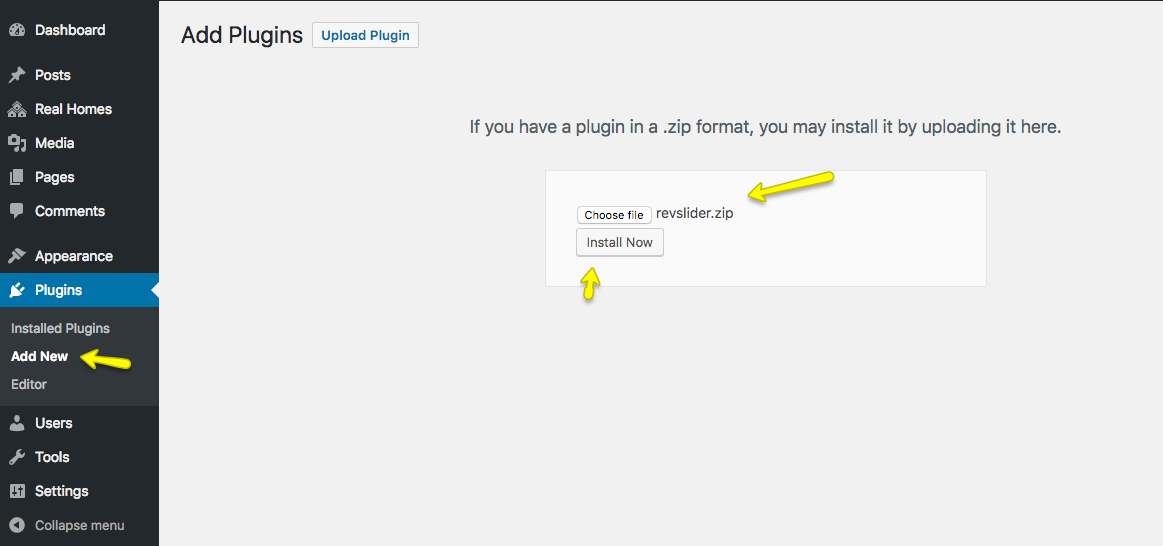 Dashboard
Posts
Real Homes
Media
Pages
Comments
Appearance
Plugins
Installed Plugins
Add New
Editor
Users
Tools
Settings
Collapse menu
Add Plugins Upload Plugin
If you have a plugin in a .zip format, you may install it by uploading it here.
Choose file revslider.zip
Install Now